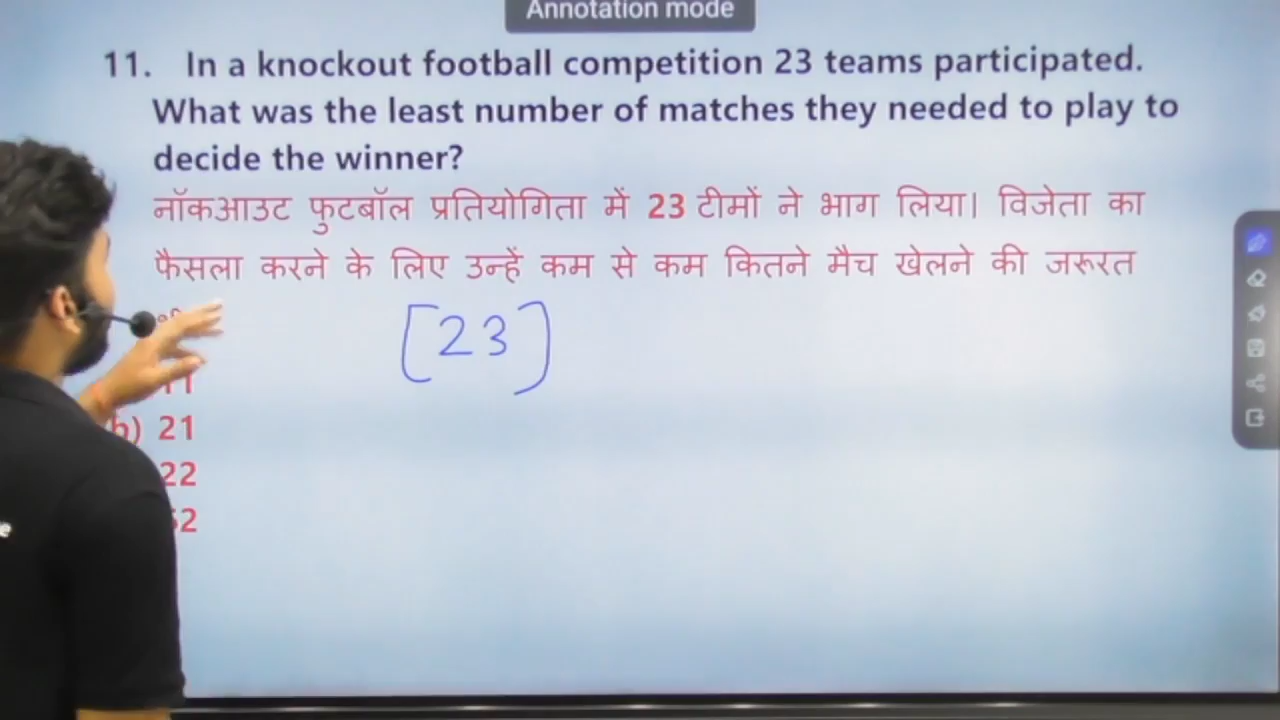 Annotation mode
11. In a knockout football competition 23 teams participated.
What was the least number of matches they needed to play to
decide the winner?
नॉकआउट फुटबॉल प्रतियोगिता में 23 टीमों ने भाग लिया। विजेता का
फैसला करने के लिए उन्हें कम से कम कितने मैच खेलने की जरूरत
[23]
b) 21
22
e